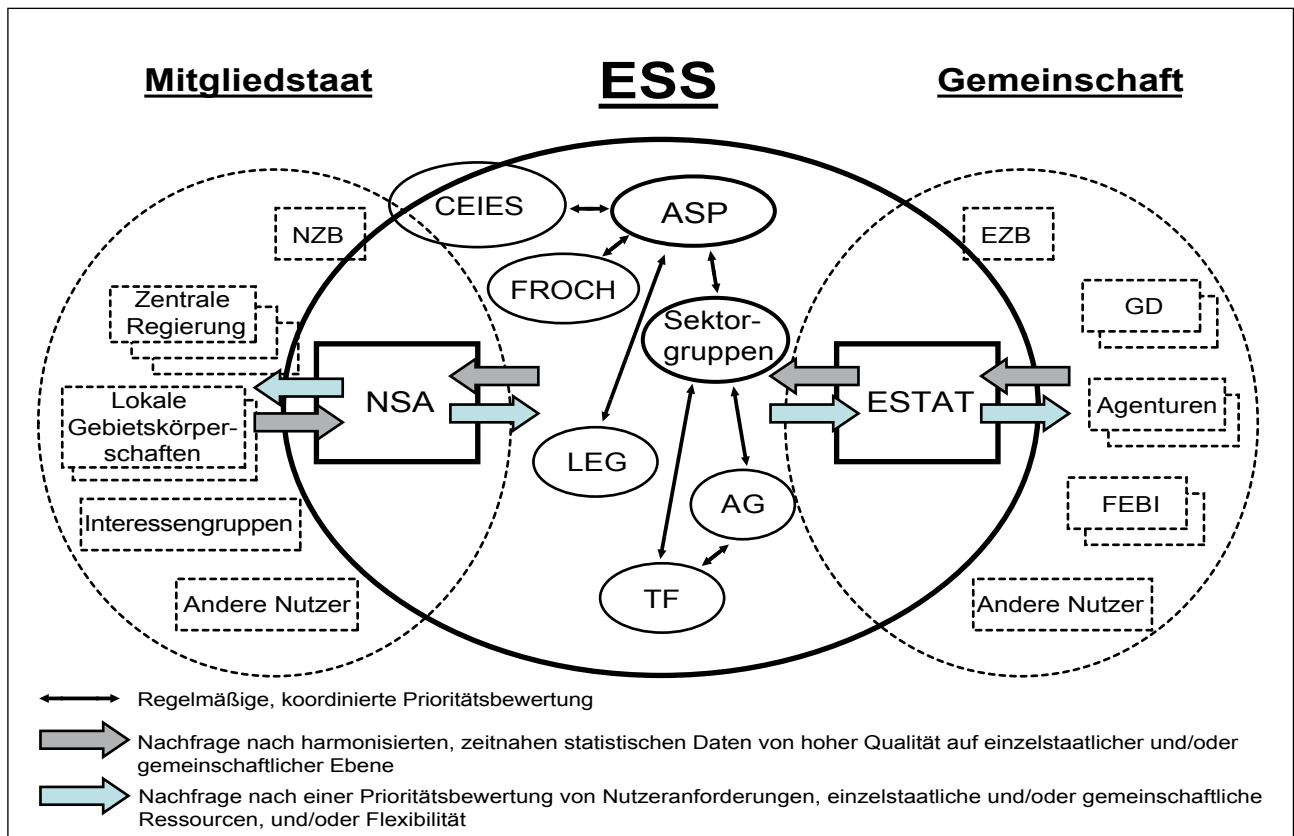 Mitgliedstaat
ESS
Gemeinschaft
CEIES
ASP
NZB
EZB
FROCH
Zentrale
Regierung
GD
Sektor-
gruppen
NSA
ESTAT
Lokale
Gebietskörper-
schaften
Agenturen
LEG
AG
FEBI
Interessengruppen
TF
Andere Nutzer
Andere Nutzer
Regelmäßige, koordinierte Prioritätsbewertung
Nachfrage nach harmonisierten, zeitnahen statistischen Daten von hoher Qualität auf einzelstaatlicher und/oder
gemeinschaftlicher Ebene
Nachfrage nach einer Prioritätsbewertung von Nutzeranforderungen, einzelstaatliche und/oder gemeinschaftliche
Ressourcen, und/oder Flexibilität